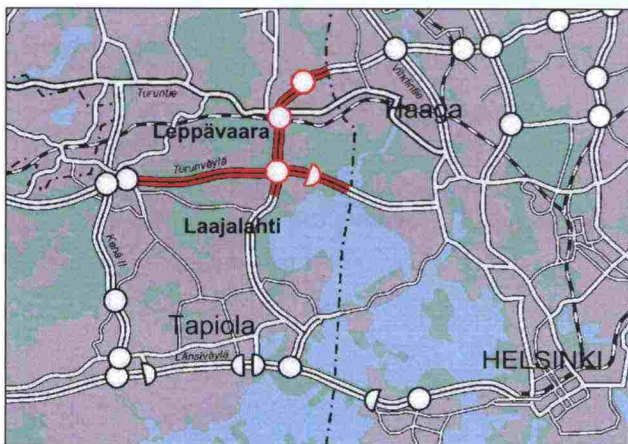 Turuntie
Vihdintie
Haaga
Leppävaara
Turunväylä
Laajalahti
Kehä II
Tapiola
Länsiväylä
HELSINKI